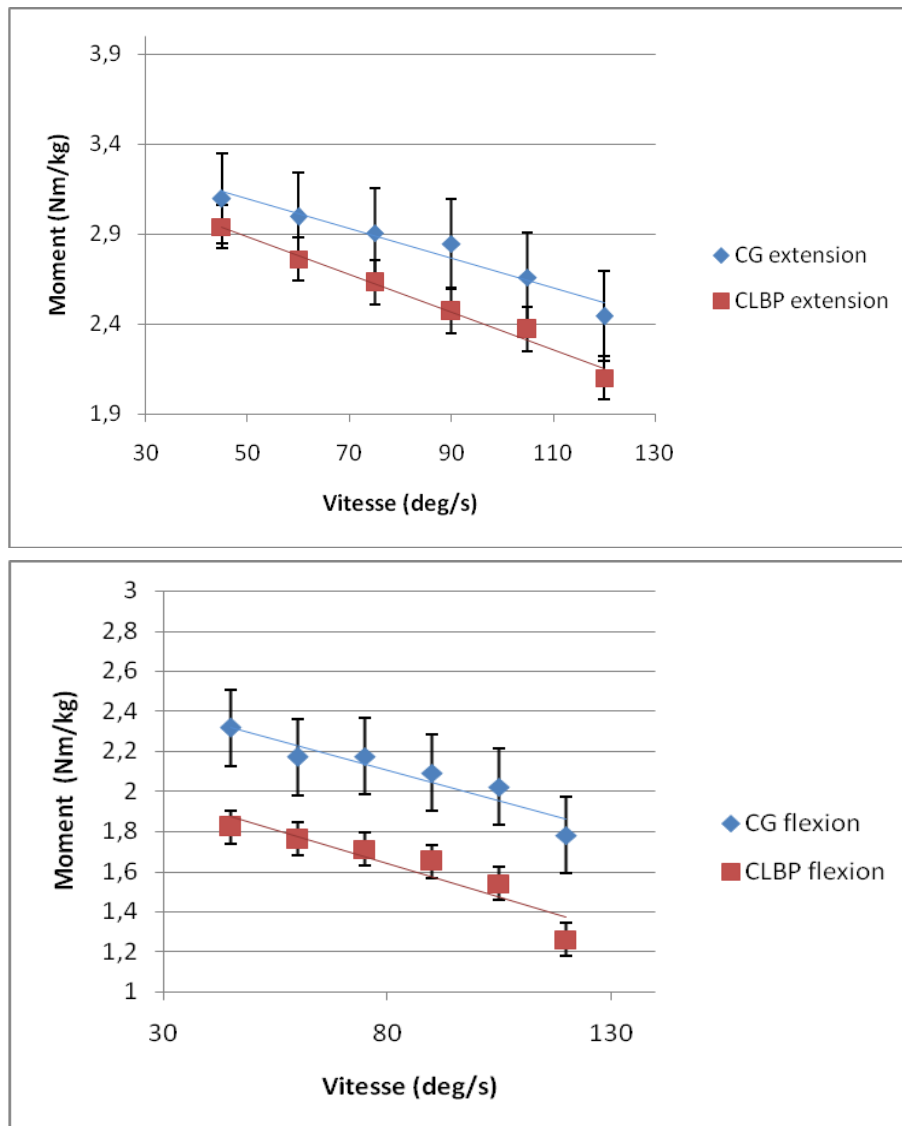 3,9
3,4
2,9
2,4
1,9
Moment (Nm/kg)
30 50 70 90 110 130
Vitesse (deg/s)
CG extension
CLBP extension
3
2,8
2,6
2,4
2,2
2
1,8
1,6
1,4
1,2
1
Moment (Nm/kg)
30 80 130
Vitesse (deg/s)
CG flexion
CLBP flexion